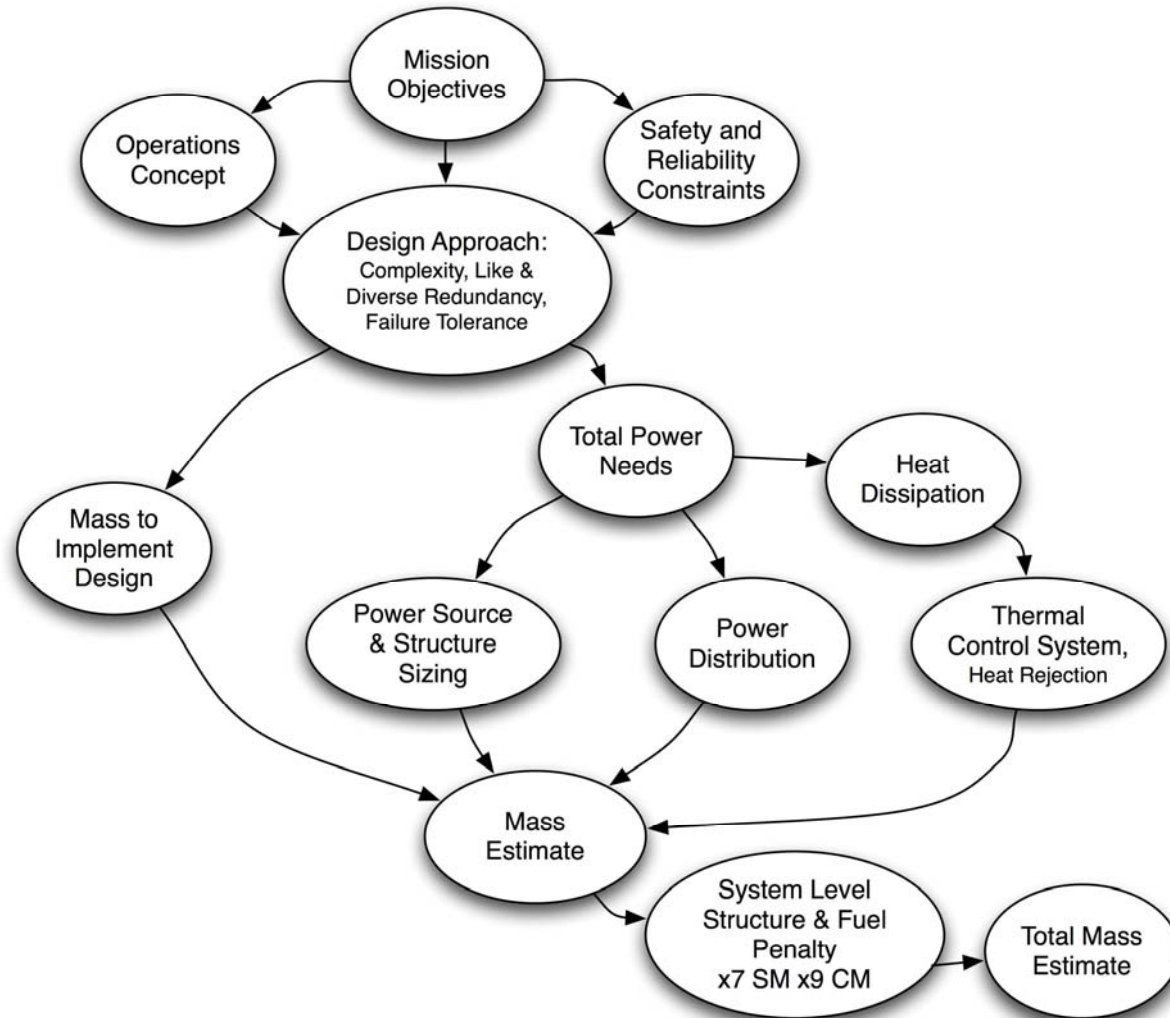 Mission
Objectives
Operations
Concept
Safety and
Reliability
Constraints
Design Approach:
Complexity, Like &
Diverse Redundancy,
Failure Tolerance
Total Power
Needs
Heat
Dissipation
Mass to
Implement
Design
Power Source
& Structure
Sizing
Power
Distribution
Thermal
Control System,
Heat Rejection
Mass
Estimate
System Level
Structure & Fuel
Penalty
x7 SM x9 CM
Total Mass
Estimate